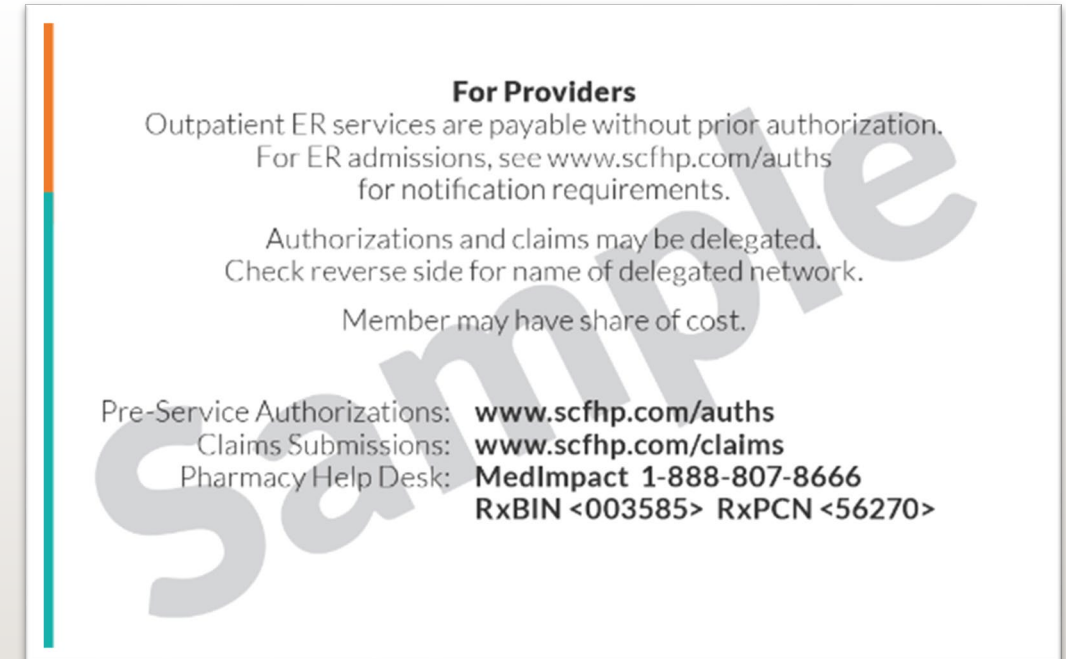 For Providers
Outpatient ER services are payable without prior authorization.
For ER admissions, see www.scfhp.com/auths
for notification requirements.
Authorizations and claims may be delegated.
Check reverse side for name of delegated network.
Member may have share of cost.
Pre-Service Authorizations: www.scfhp.com/auths
Claims Submissions: www.scfhp.com/claims
Pharmacy Help Desk: MedImpact 1-888-807-8666
RxBIN <003585> RxPCN <56270>
Sample